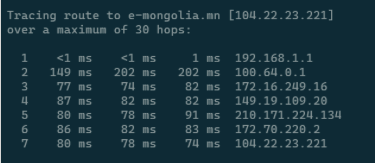 Tracing route to e-mongolia.mn [104.22.23.221]
over a maximum of 30 hops:
1 <1 ms <1 ms 1 ms 192.168.1.1
2 149 ms 202 ms 202 ms 100.64.0.1
3 77 ms 74 ms 82 ms 172.16.249.16
4 87 ms 82 ms 82 ms 149.19.109.20
5 80 ms 78 ms 91 ms 210.171.224.134
6 86 ms 82 ms 83 ms 172.70.220.2
7 80 ms 78 ms 74 ms 104.22.23.221